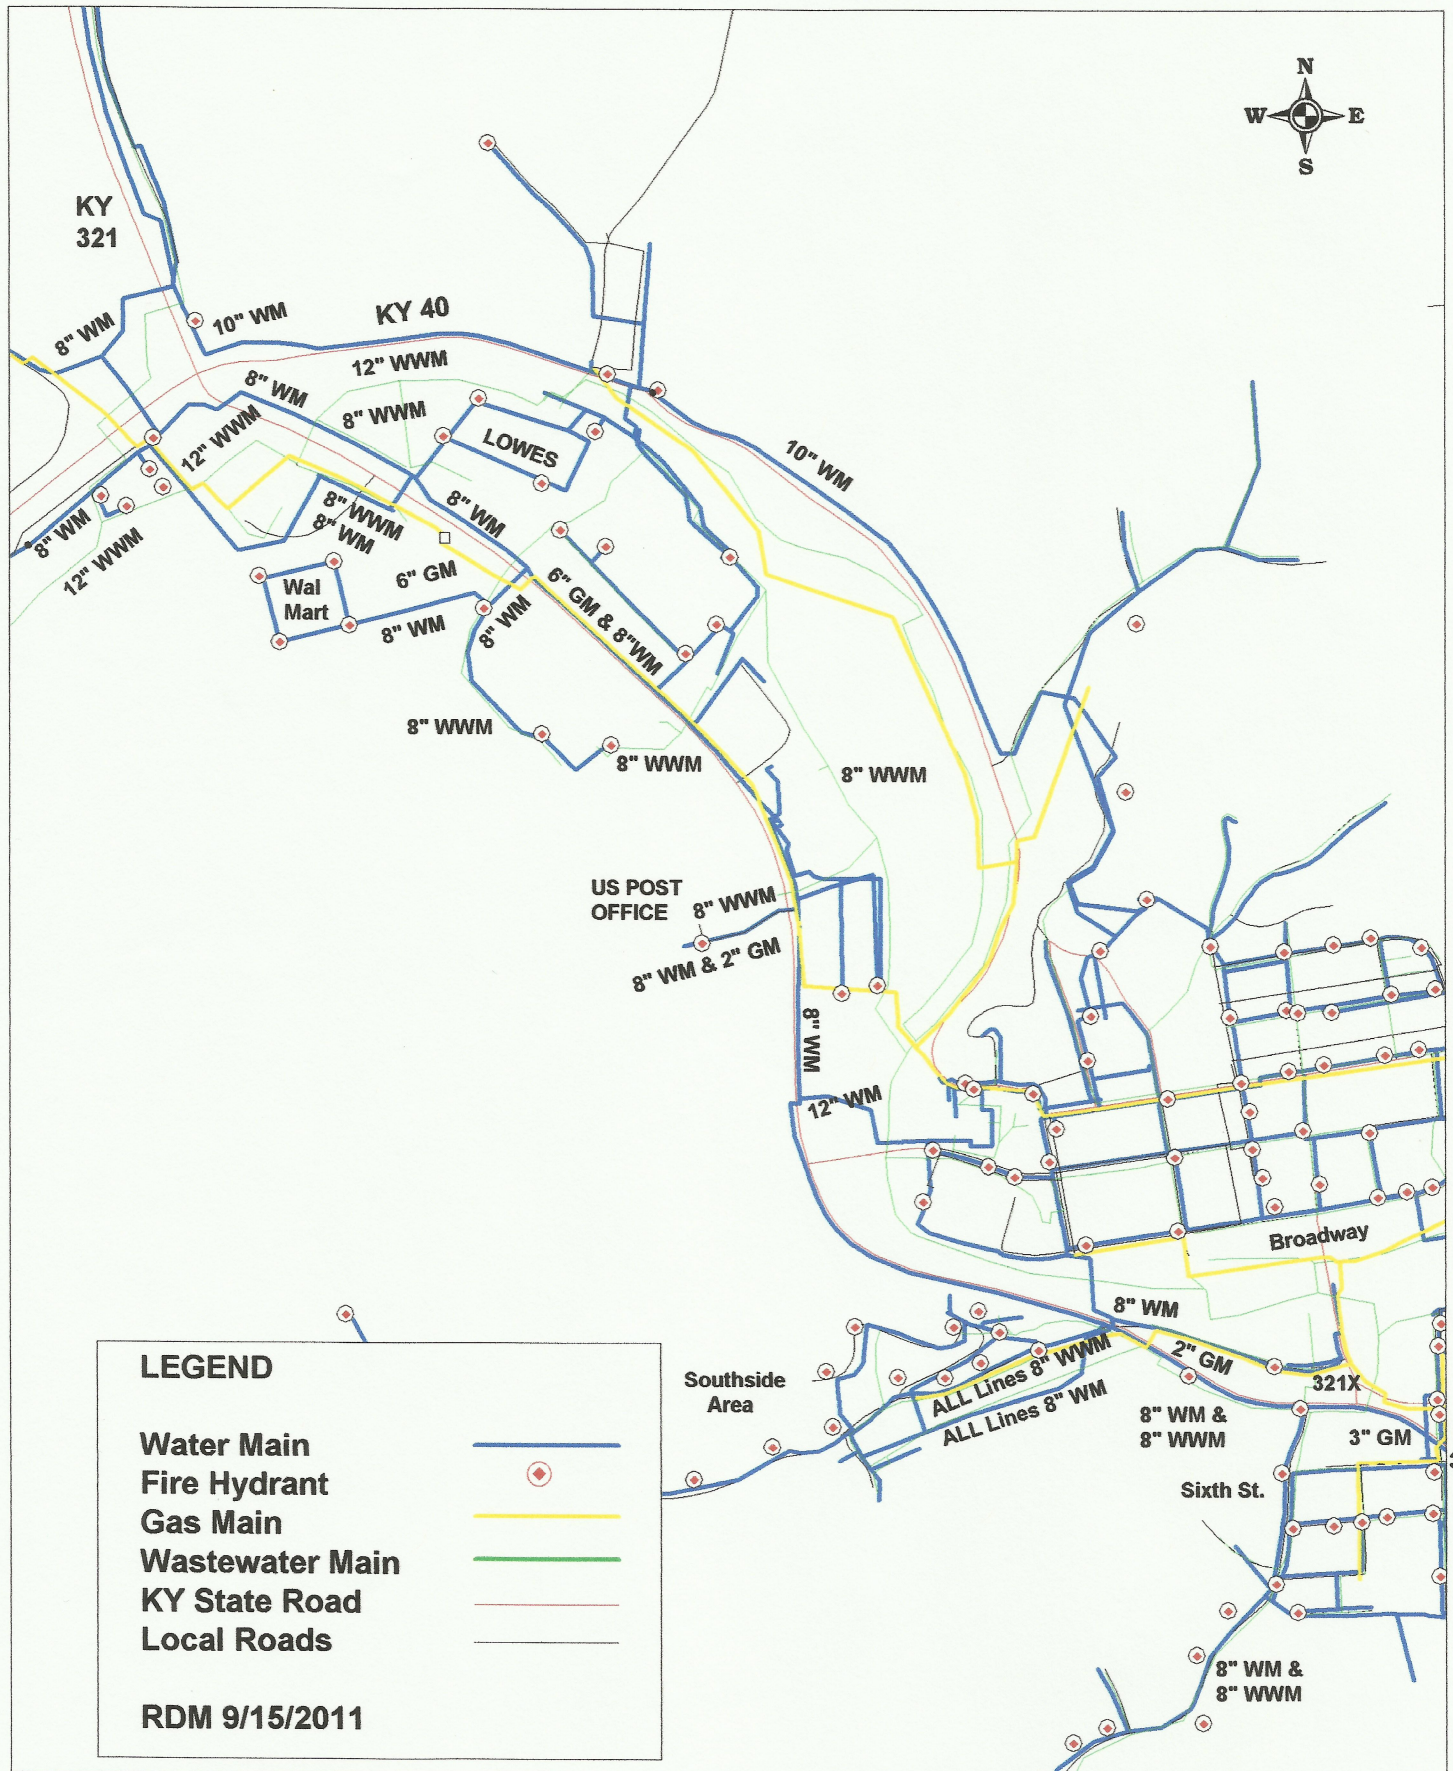 N
W E
S
KY
321
8" WM
10" WM
KY 40
12" WWM
8" WM
8" WWM
12" WWM
LOWES
8" WM
12" WWM
8" WWM
8" WM
8" WM
6" GM
Wal
Mart
8" WM
8" WM
6" GM & 8"WM
10" WM
8" WWM
8" WWM
8" WWM
US POST
OFFICE
8" WWM
8" WM & 2" GM
8" WM
12" WM
Broadway
8" WM
2" GM
321X
Southside
Area
ALL Lines 8" WWM
ALL Lines 8" WM
8" WM &
8" WWM
3" GM
Sixth St.
8" WM &
8" WWM
LEGEND
Water Main
Fire Hydrant
Gas Main
Wastewater Main
KY State Road
Local Roads
RDM 9/15/2011